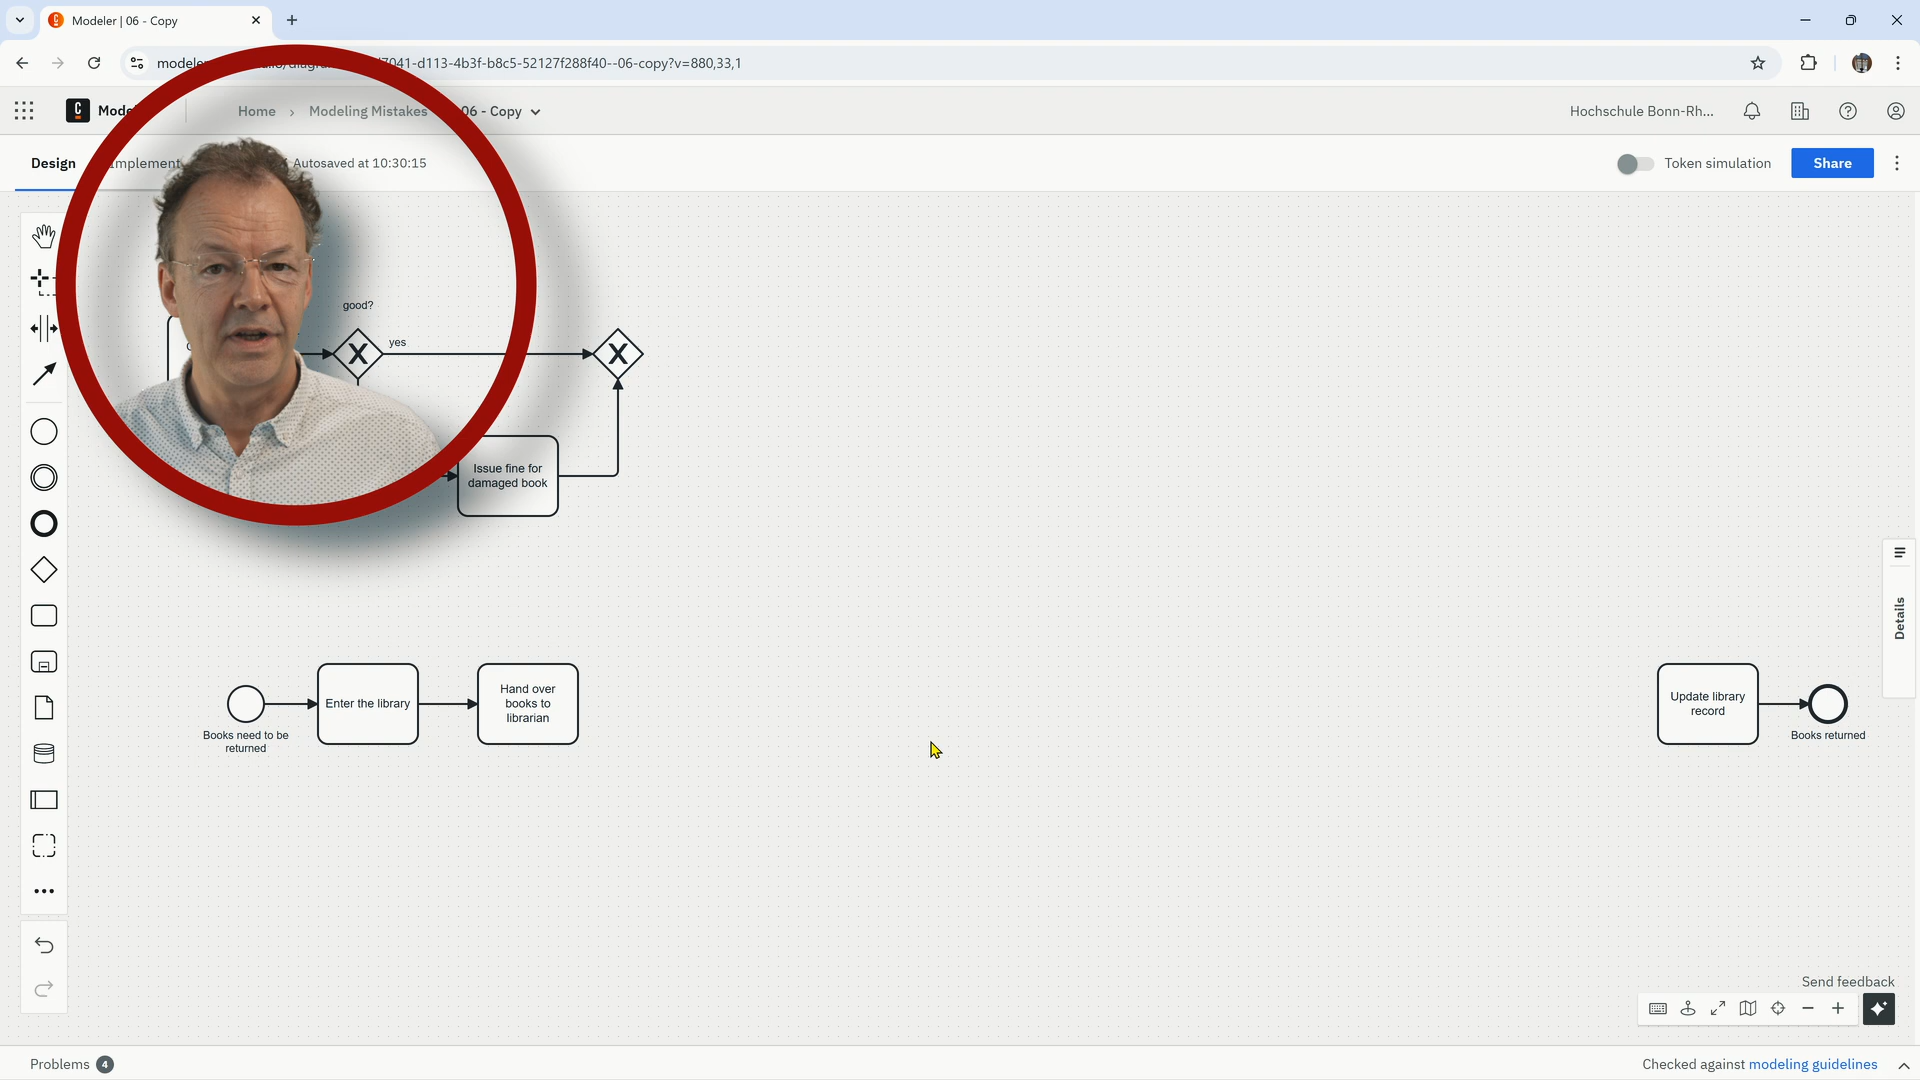 Modeler | 06 - Copy
7041-d113-4b3f-b8c5-52127f288f40--06-copy?v=880,33,1
Home
Modeling Mistakes
06 - Copy
Hochschule Bonn-Rh...
Design
Implement
Autosaved at 10:30:15
Token simulation
Share
good?
yes
Issue fine for
damaged book
Details
Enter the library
Hand over
books to
librarian
Books need to be
returned
Update library
record
Books returned
Send feedback
Problems 4
Checked against modeling guidelines